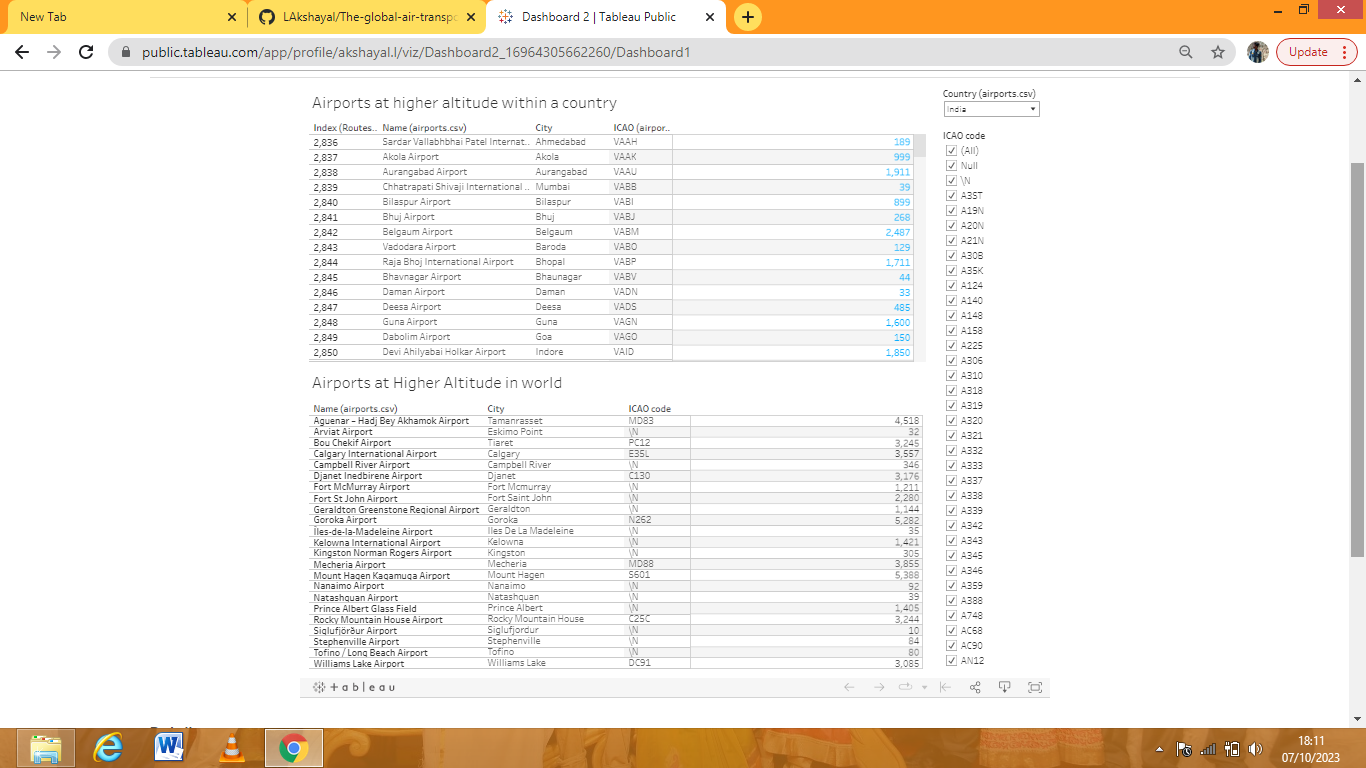 New Tab
LAkshayal/The-global-air-transpo
Dashboard 2 | Tableau Public
public.tableau.com/app/profile/akshayal.l/viz/Dashboard2_16964305662260/Dashboard1
Update
Airports at higher altitude within a country
Index (Routes.. Name (airports.csv) City ICAO (airpor..
2,836 Sardar Vallabhbhai Patel Internat.. Ahmedabad VAAH 189
2,837 Akola Airport Akola VAAK 999
2,838 Aurangabad Airport Aurangabad VAAU 1,911
2,839 Chhatrapati Shivaji International .. Mumbai VABB 39
2,840 Bilaspur Airport Bilaspur VABI 899
2,841 Bhuj Airport Bhuj VABJ 268
2,842 Belgaum Airport Belgaum VABM 2,487
2,843 Vadodara Airport Baroda VABO 129
2,844 Raja Bhoj International Airport Bhopal VABP 1,711
2,845 Bhavnagar Airport Bhaunagar VABV 44
2,846 Daman Airport Daman VADN 33
2,847 Deesa Airport Deesa VADS 485
2,848 Guna Airport Guna VAGN 1,600
2,849 Dabolim Airport Goa VAGO 150
2,850 Devi Ahilyabai Holkar Airport Indore VAID 1,850
Airports at Higher Altitude in world
Name (airports.csv) City ICAO code
Aguenar – Hadj Bey Akhamok Airport Tamanrasset MD83 4,518
Arviat Airport Eskimo Point \N 32
Bou Chekif Airport Tiaret PC12 3,245
Calgary International Airport Calgary E35L 3,557
Campbell River Airport Campbell River \N 346
Djanet Inedbirene Airport Djanet C130 3,176
Fort McMurray Airport Fort Mcmurray \N 1,211
Fort St John Airport Fort Saint John \N 2,280
Geraldton Greenstone Regional Airport Geraldton \N 1,144
Goroka Airport Goroka N262 5,282
Îles-de-la-Madeleine Airport Iles De La Madeleine \N 35
Kelowna International Airport Kelowna \N 1,421
Kingston Norman Rogers Airport Kingston \N 305
Mecheria Airport Mecheria MD88 3,855
Mount Hagen Kagamuga Airport Mount Hagen S601 5,388
Nanaimo Airport Nanaimo \N 92
Natashquan Airport Natashquan \N 39
Prince Albert Glass Field Prince Albert \N 1,405
Rocky Mountain House Airport Rocky Mountain House C25C 3,244
Siglufjörður Airport Siglufjordur \N 10
Stephenville Airport Stephenville \N 84
Tofino / Long Beach Airport Tofino \N 80
Williams Lake Airport Williams Lake DC91 3,085
Country (airports.csv)
India
ICAO code
(All)
Null
\N
A3ST
A19N
A20N
A21N
A30B
A35K
A124
A140
A148
A158
A225
A306
A310
A318
A319
A320
A321
A332
A333
A337
A338
A339
A342
A343
A345
A346
A359
A388
A748
AC68
AC90
AN12
+ a b l e a u
18:11
07/10/2023